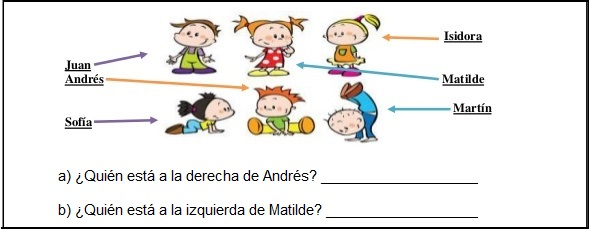 Isidora
Juan
Andrés
Matilde
Martín
Sofía
a) ¿Quién está a la derecha de Andrés? ____________________
b) ¿Quién está a la izquierda de Matilde? ___________________